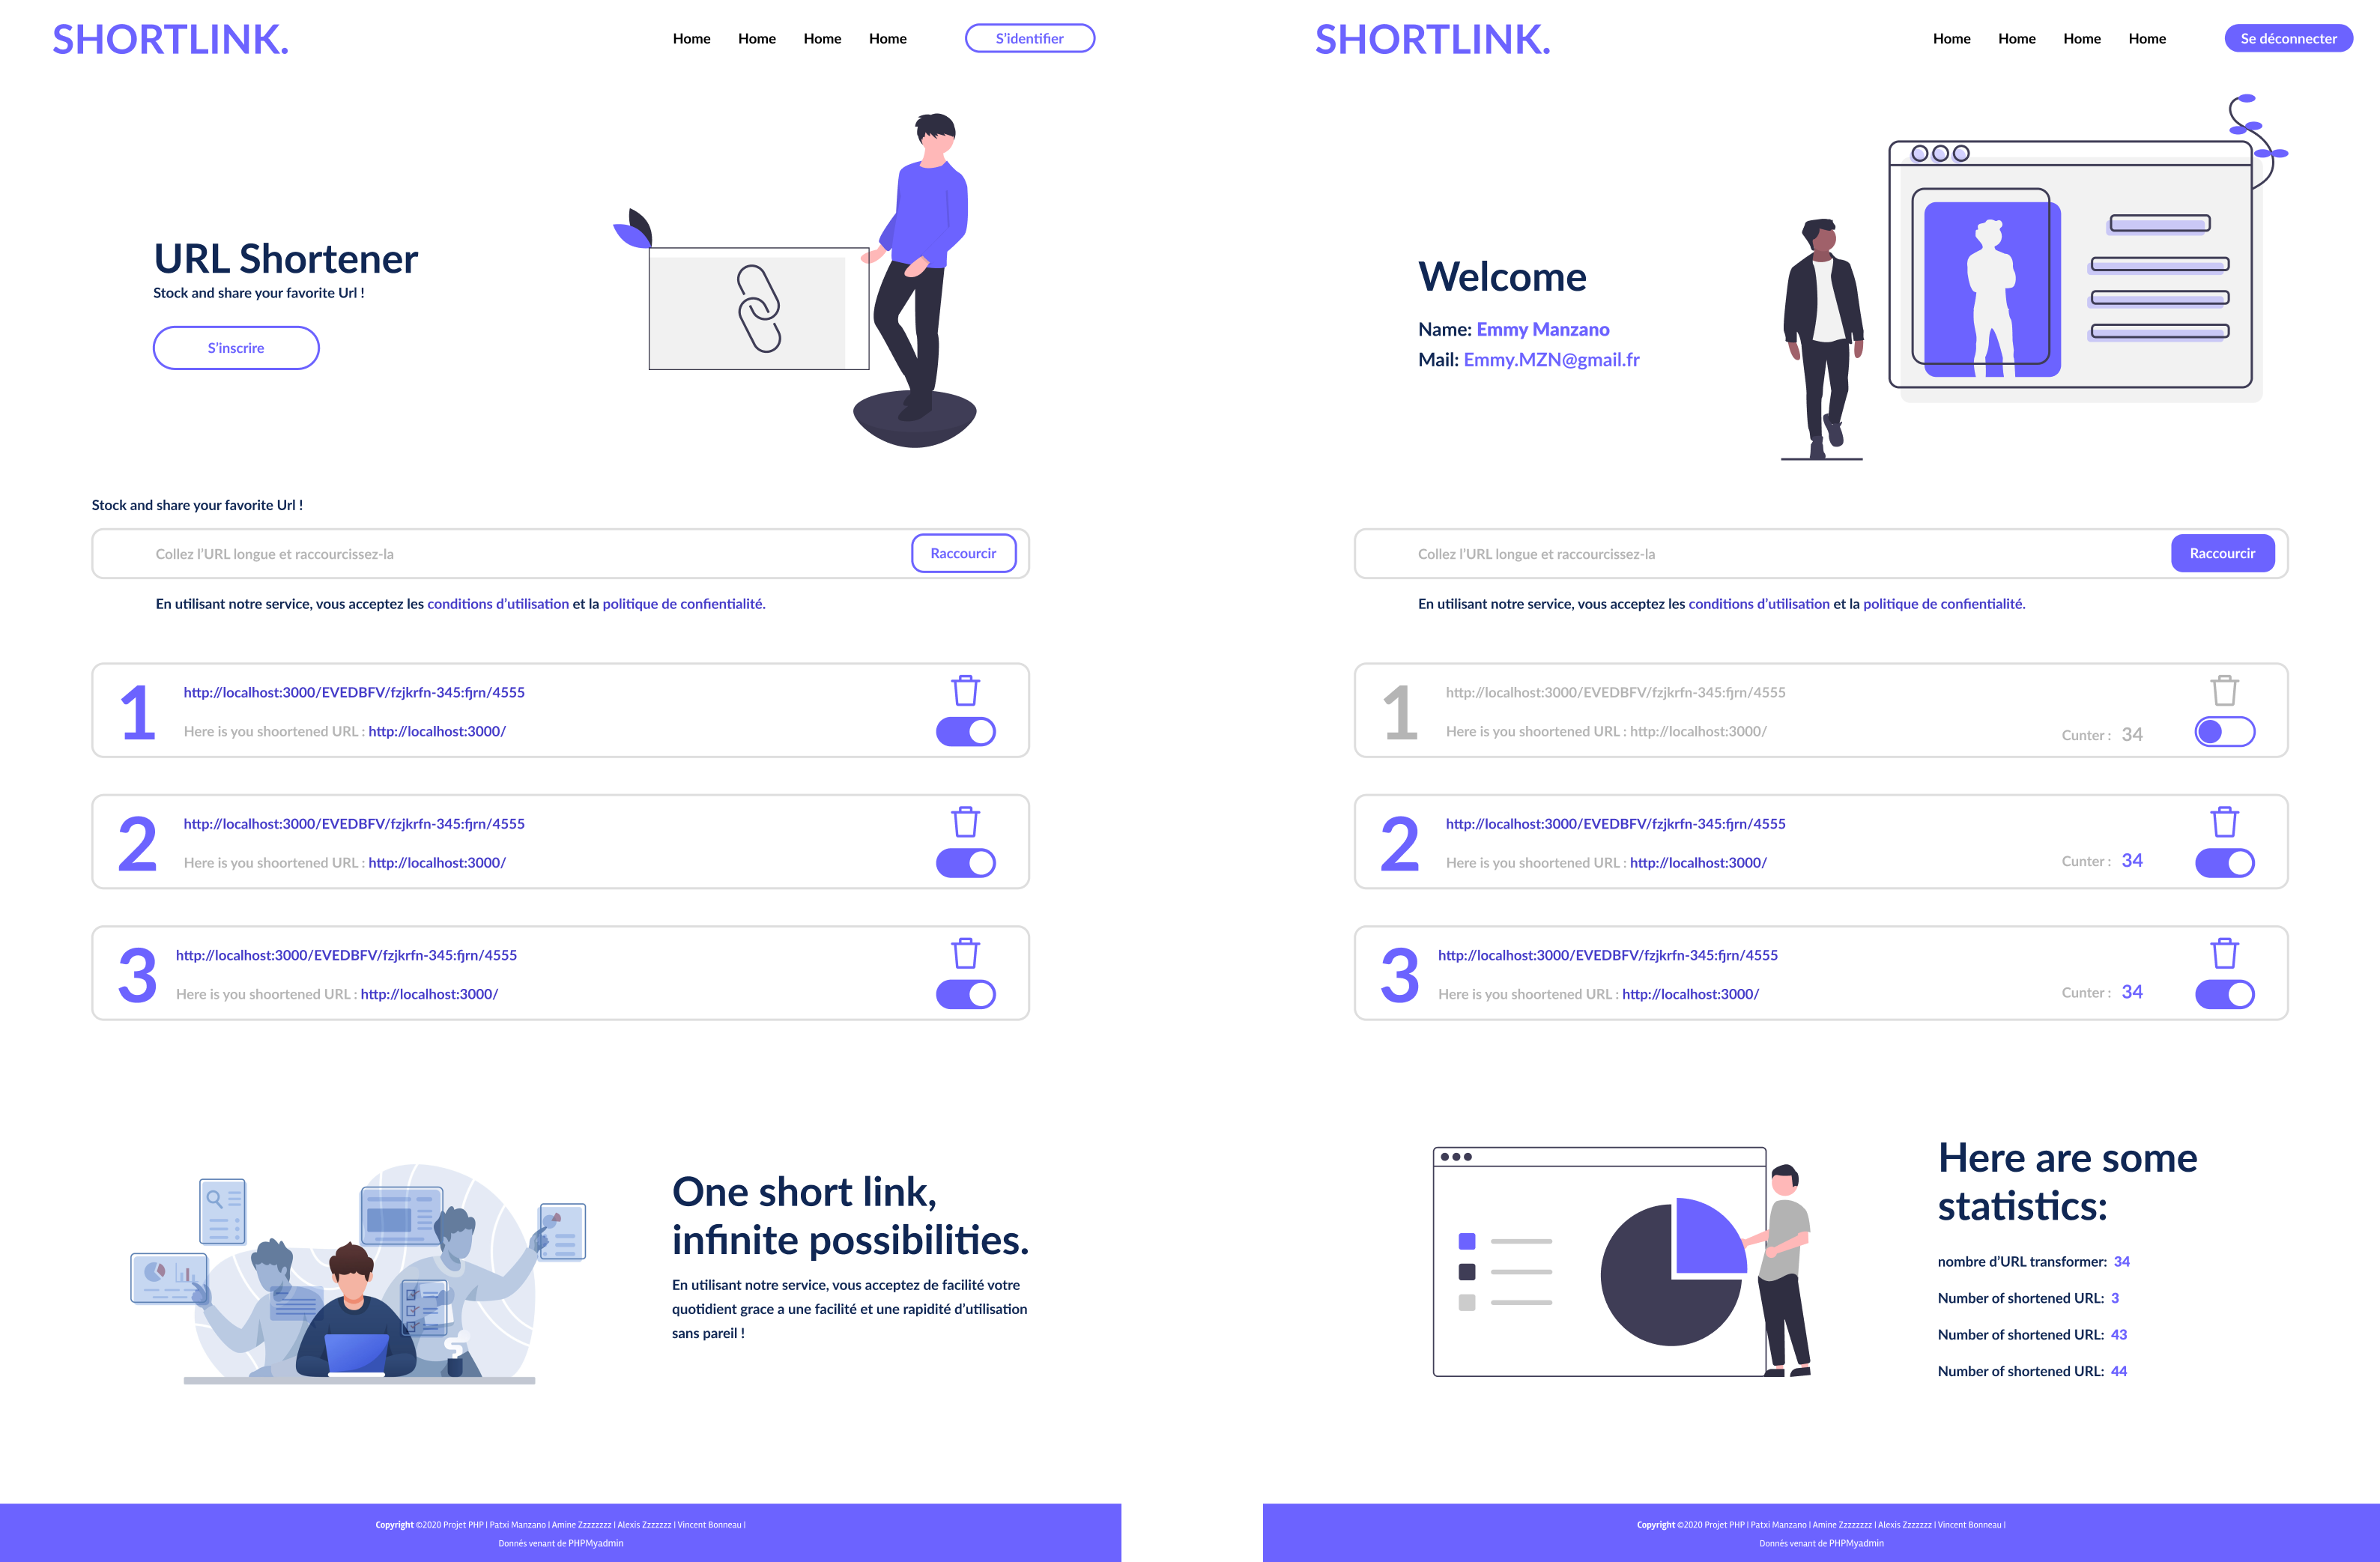 SHORTLINK.
Home Home Home Home S'identifier
URL Shortener
Stock and share your favorite Url !
S'inscrire
Stock and share your favorite Url !
Collez l'URL longue et raccourcissez-la Raccourcir
En utilisant notre service, vous acceptez les conditions d'utilisation et la politique de confientialité.
1
http://localhost:3000/EVEDBFV/fzjkrfn-345:fjrn/4555
Here is you shoortened URL : http://localhost:3000/
2
http://localhost:3000/EVEDBFV/fzjkrfn-345:fjrn/4555
Here is you shoortened URL : http://localhost:3000/
3
http://localhost:3000/EVEDBFV/fzjkrfn-345:fjrn/4555
Here is you shoortened URL : http://localhost:3000/
One short link,
infinite possibilities.
En utilisant notre service, vous acceptez de facilité votre
quotidient grace a une facilité et une rapidité d'utilisation
sans pareil !
Copyright ©2020 Projet PHP | Patxi Manzano | Amine Zzzzzzzz | Alexis Zzzzzzz | Vincent Bonneau |
Donnés venant de PHPMyadmin
SHORTLINK.
Home Home Home Home Se déconnecter
Welcome
Name: Emmy Manzano
Mail: Emmy.MZN@gmail.fr
Collez l'URL longue et raccourcissez-la Raccourcir
En utilisant notre service, vous acceptez les conditions d'utilisation et la politique de confientialité.
1
http://localhost:3000/EVEDBFV/fzjkrfn-345:fjrn/4555
Here is you shoortened URL : http://localhost:3000/ Cunter : 34
2
http://localhost:3000/EVEDBFV/fzjkrfn-345:fjrn/4555
Here is you shoortened URL : http://localhost:3000/ Cunter : 34
3
http://localhost:3000/EVEDBFV/fzjkrfn-345:fjrn/4555
Here is you shoortened URL : http://localhost:3000/ Cunter : 34
Here are some
statistics:
nombre d'URL transformer: 34
Number of shortened URL: 3
Number of shortened URL: 43
Number of shortened URL: 44
Copyright ©2020 Projet PHP | Patxi Manzano | Amine Zzzzzzzz | Alexis Zzzzzzz | Vincent Bonneau |
Donnés venant de PHPMyadmin